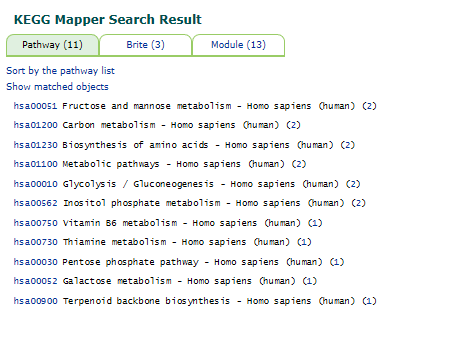 KEGG Mapper Search Result
Pathway (11) Brite (3) Module (13)
Sort by the pathway list
Show matched objects
hsa00051 Fructose and mannose metabolism - Homo sapiens (human) (2)
hsa01200 Carbon metabolism - Homo sapiens (human) (2)
hsa01230 Biosynthesis of amino acids - Homo sapiens (human) (2)
hsa01100 Metabolic pathways - Homo sapiens (human) (2)
hsa00010 Glycolysis / Gluconeogenesis - Homo sapiens (human) (2)
hsa00562 Inositol phosphate metabolism - Homo sapiens (human) (2)
hsa00750 Vitamin B6 metabolism - Homo sapiens (human) (1)
hsa00730 Thiamine metabolism - Homo sapiens (human) (1)
hsa00030 Pentose phosphate pathway - Homo sapiens (human) (1)
hsa00052 Galactose metabolism - Homo sapiens (human) (1)
hsa00900 Terpenoid backbone biosynthesis - Homo sapiens (human) (1)